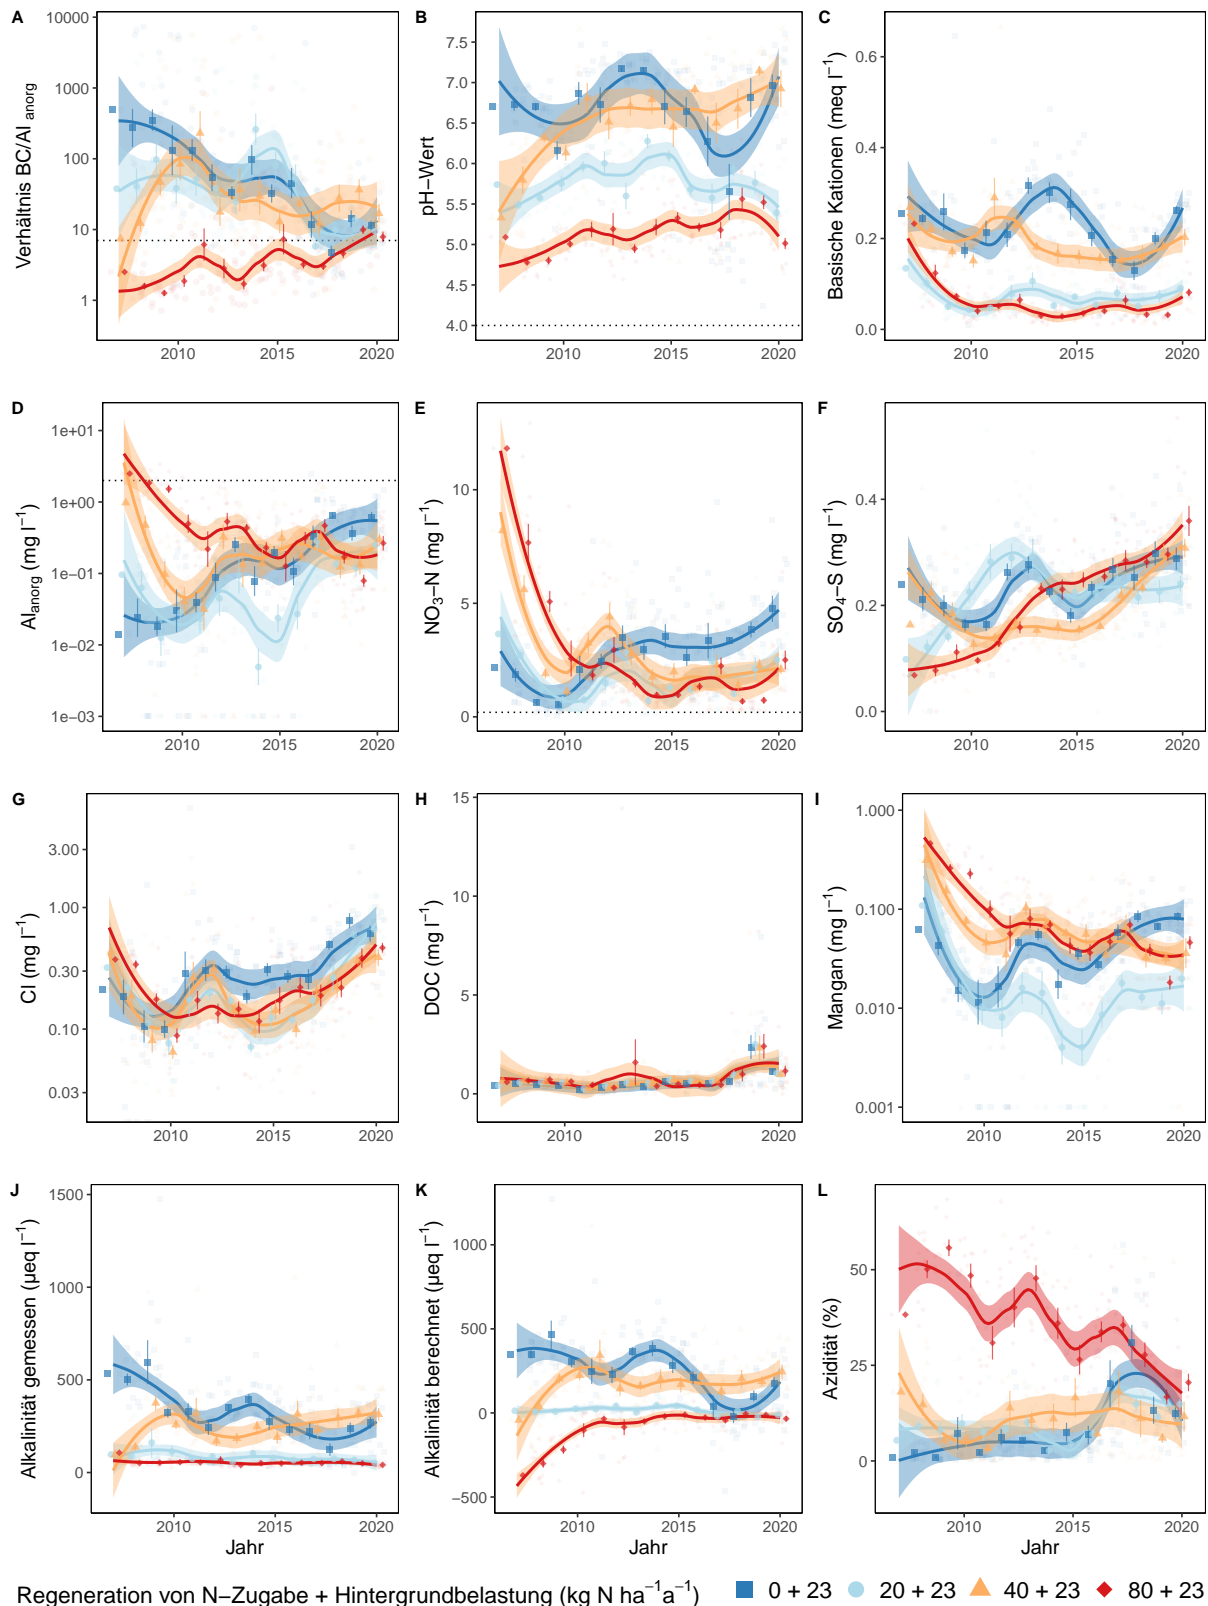 A
Verhältnis BC/Al anorg
10000
1000
100
10
1
2010 2015 2020
B
pH−Wert
7.5
7.0
6.5
6.0
5.5
5.0
4.5
4.0
2010 2015 2020
C
Basische Kationen (meq l⁻¹)
0.6
0.4
0.2
0.0
2010 2015 2020
D
Al anorg (mg l⁻¹)
1e+01
1e+00
1e−01
1e−02
1e−03
2010 2015 2020
E
NO₃−N (mg l⁻¹)
10
5
0
2010 2015 2020
F
SO₄−S (mg l⁻¹)
0.4
0.2
0.0
2010 2015 2020
G
Cl (mg l⁻¹)
3.00
1.00
0.30
0.10
0.03
2010 2015 2020
H
DOC (mg l⁻¹)
15
10
5
0
2010 2015 2020
I
Mangan (mg l⁻¹)
1.000
0.100
0.010
0.001
2010 2015 2020
J
Alkalinität gemessen (µeq l⁻¹)
1500
1000
500
0
2010 2015 2020
Jahr
K
Alkalinität berechnet (µeq l⁻¹)
1000
500
0
−500
2010 2015 2020
Jahr
L
Azidität (%)
50
25
0
2010 2015 2020
Jahr
Regeneration von N−Zugabe + Hintergrundbelastung (kg N ha⁻¹a⁻¹) 0 + 23 20 + 23 40 + 23 80 + 23